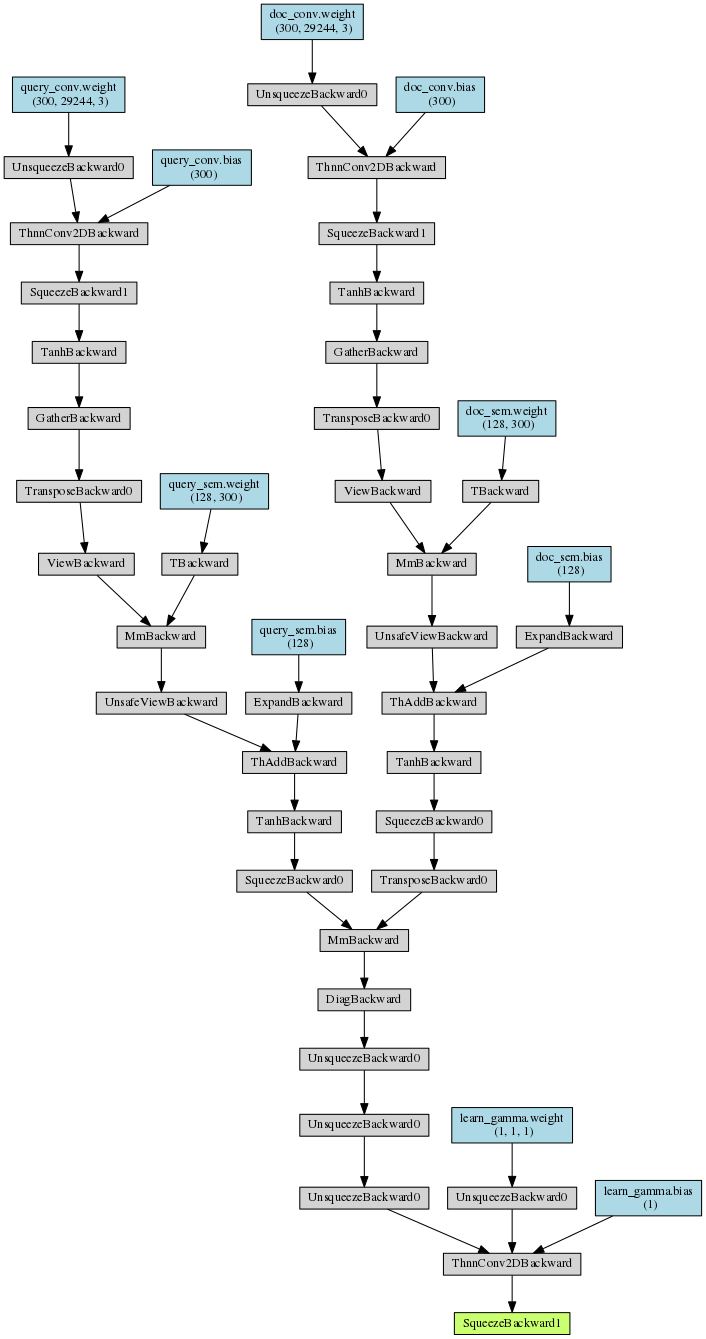 doc_conv.weight
(300, 29244, 3)
query_conv.weight
(300, 29244, 3)
UnsqueezeBackward0
doc_conv.bias
(300)
UnsqueezeBackward0
query_conv.bias
(300)
ThnnConv2DBackward
ThnnConv2DBackward
SqueezeBackward1
SqueezeBackward1
TanhBackward
TanhBackward
GatherBackward
GatherBackward
TransposeBackward0
doc_sem.weight
(128, 300)
TransposeBackward0
query_sem.weight
(128, 300)
ViewBackward
TBackward
ViewBackward
TBackward
MmBackward
doc_sem.bias
(128)
MmBackward
query_sem.bias
(128)
UnsafeViewBackward
ExpandBackward
UnsafeViewBackward
ExpandBackward
ThAddBackward
ThAddBackward
TanhBackward
TanhBackward
SqueezeBackward0
SqueezeBackward0
TransposeBackward0
MmBackward
DiagBackward
UnsqueezeBackward0
UnsqueezeBackward0
learn_gamma.weight
(1, 1, 1)
UnsqueezeBackward0
UnsqueezeBackward0
learn_gamma.bias
(1)
ThnnConv2DBackward
SqueezeBackward1